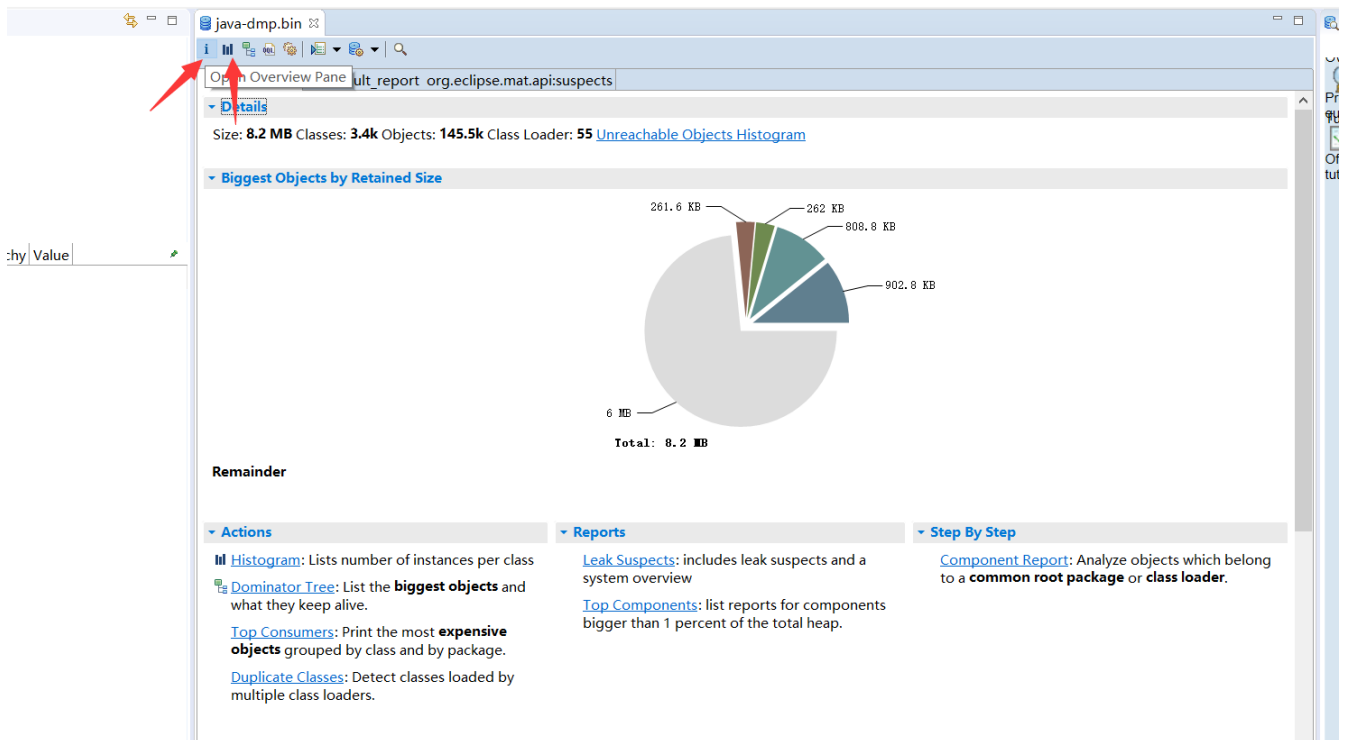 java-dmp.bin
Open Overview Pane
ult_report org.eclipse.mat.api:suspects
Details
Size: 8.2 MB Classes: 3.4k Objects: 145.5k Class Loader: 55 Unreachable Objects Histogram
Biggest Objects by Retained Size
261.6 KB
262 KB
808.8 KB
902.8 KB
6 MB
Total: 8.2 MB
Remainder
chy Value
Actions
Histogram: Lists number of instances per class
Dominator Tree: List the biggest objects and
what they keep alive.
Top Consumers: Print the most expensive
objects grouped by class and by package.
Duplicate Classes: Detect classes loaded by
multiple class loaders.
Reports
Leak Suspects: includes leak suspects and a
system overview
Top Components: list reports for components
bigger than 1 percent of the total heap.
Step By Step
Component Report: Analyze objects which belong
to a common root package or class loader.
Pr
Of
tut